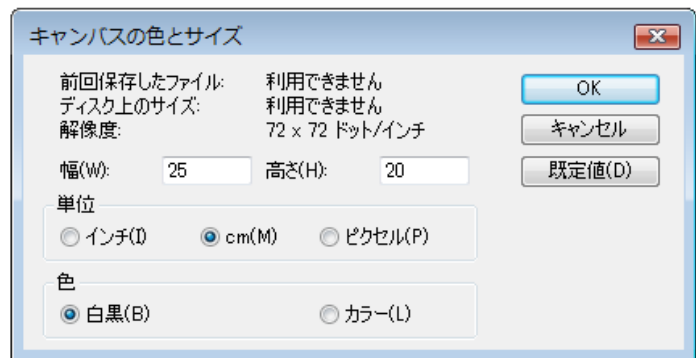 キャンバスの色とサイズ
前回保存したファイル: 利用できません
ディスク上のサイズ: 利用できません
解像度: 72 x 72 ドット/インチ
幅(W): 25 高さ(H): 20
単位
インチ(I) cm(M) ピクセル(P)
色
白黒(B) カラー(L)
OK
キャンセル
既定値(D)